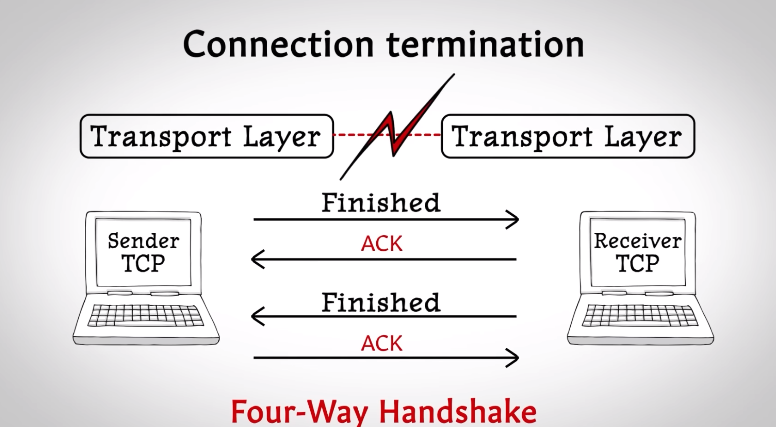 Connection termination
Transport Layer
Transport Layer
Finished
ACK
Sender
TCP
Receiver
TCP
Finished
ACK
Four-Way Handshake